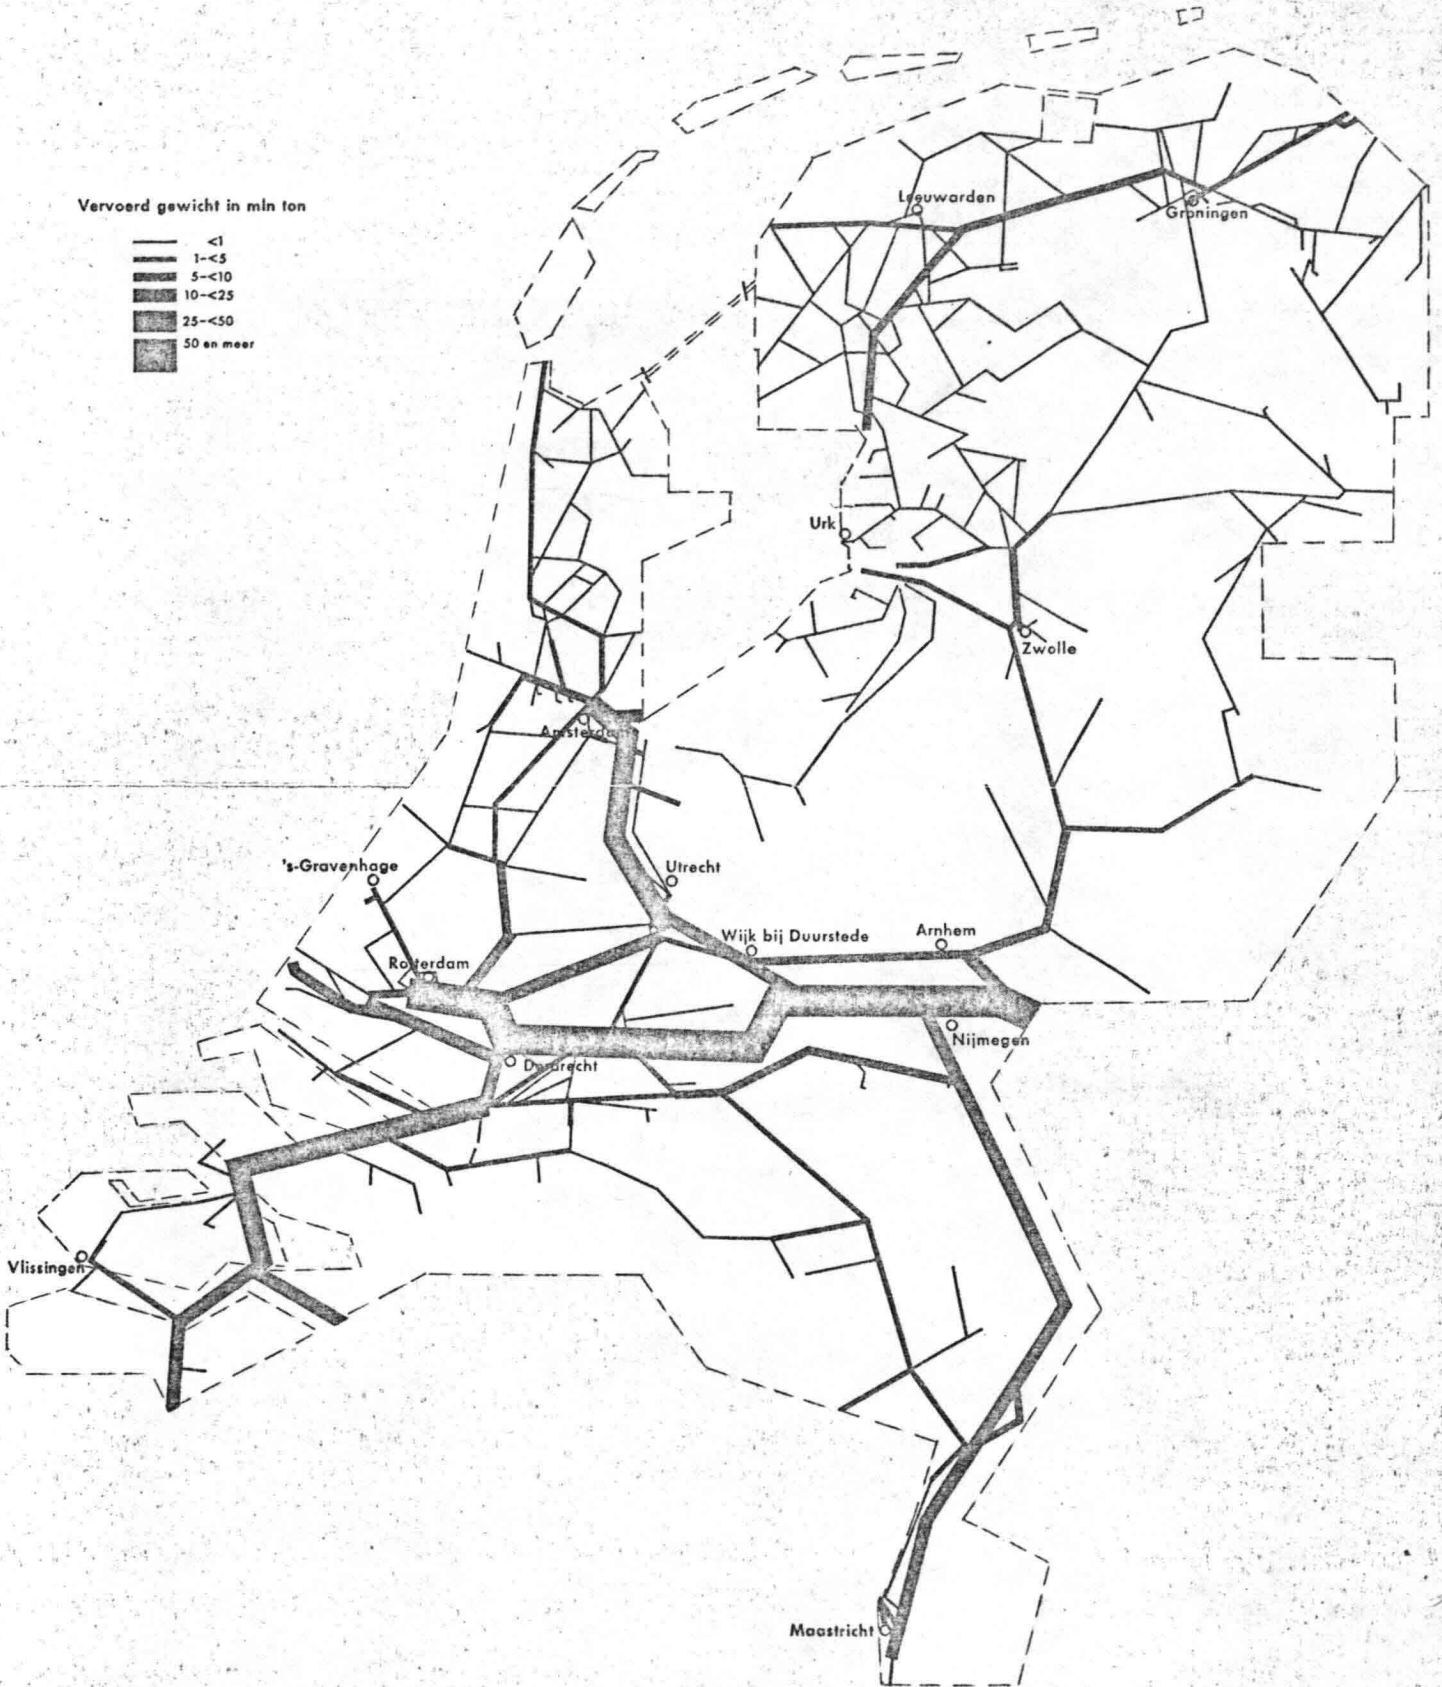 Vervoerd gewicht in mln ton
<1
1-<5
5-<10
10-<25
25-<50
50 en meer
Leeuwarden
Groningen
Urk
Zwolle
Amsterdam
's-Gravenhage
Utrecht
Wijk bij Duurstede
Arnhem
Rotterdam
Nijmegen
Dordrecht
Vlissingen
Maastricht